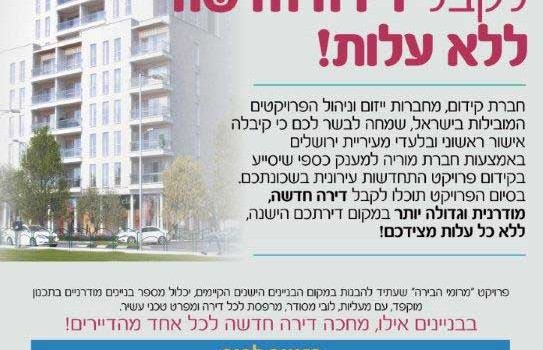 לקבל דירה חדשה
ללא עלות!
חברת קידום, מחברות ייזום וניהול הפרויקטים
המובילות בישראל, שמחה לבשר לכם כי קיבלה
אישור ראשוני ובלעדי מעיריית ירושלים
באמצעות חברת מוריה למענק כספי שיסייע
בקידום פרויקט התחדשות עירונית בשכונתכם.
בסיום הפרויקט תוכלו לקבל דירה חדשה,
מודרנית וגדולה יותר במקום דירתכם הישנה,
ללא כל עלות מצידכם!
פרויקט "מרומי הבירה" שעתיד להבנות במקום הבניינים הישנים הקיימים, יכלול מספר בניינים מודרניים בתכנון
מוקפד, עם מעליות, לובי מסודר, מרפסת לכל דירה ומפרט טכני עשיר.
בבניינים אילו, מחכה דירה חדשה לכל אחד מהדיירים!